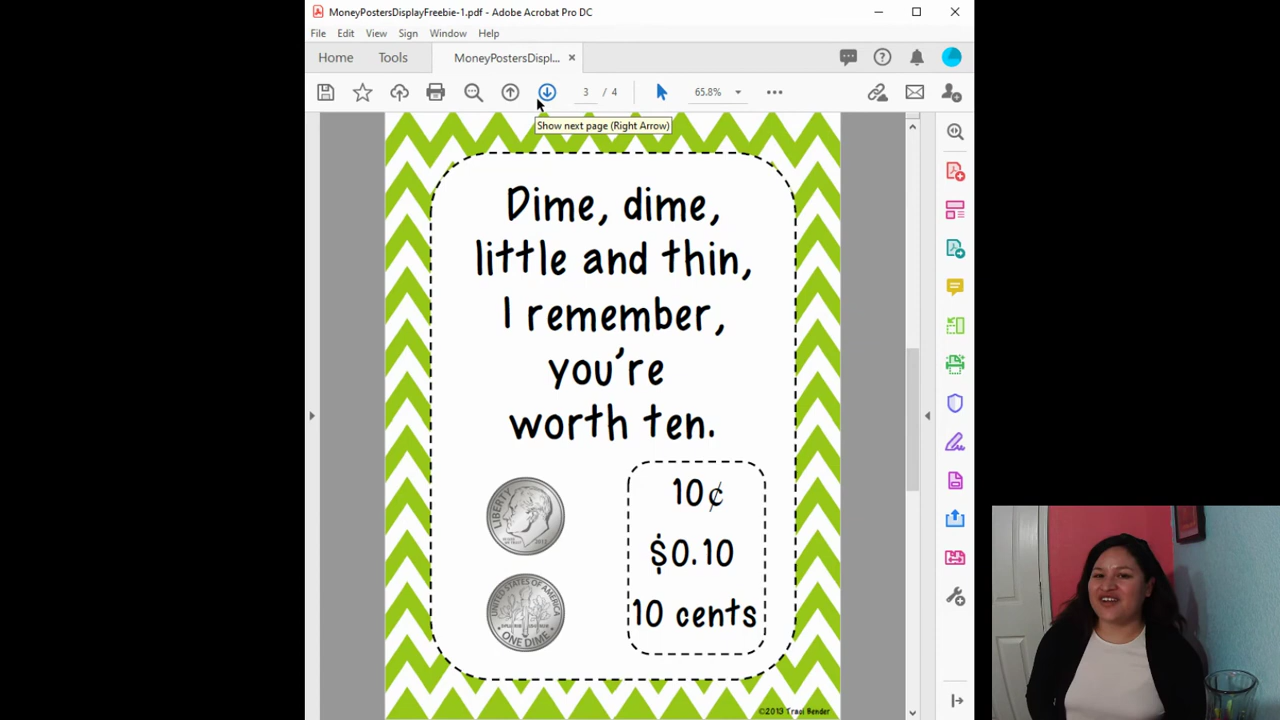 MoneyPostersDisplayFreebie-1.pdf - Adobe Acrobat Pro DC
File Edit View Sign Window Help
Home Tools MoneyPostersDispl... ×
3 / 4 65.8%
Show next page (Right Arrow)
Dime, dime,
little and thin,
I remember,
you're
worth ten.
LIBERTY
2013
10¢
$0.10
UNITED STATES OF AMERICA
ONE DIME
10 cents
©2013 Traci Bender